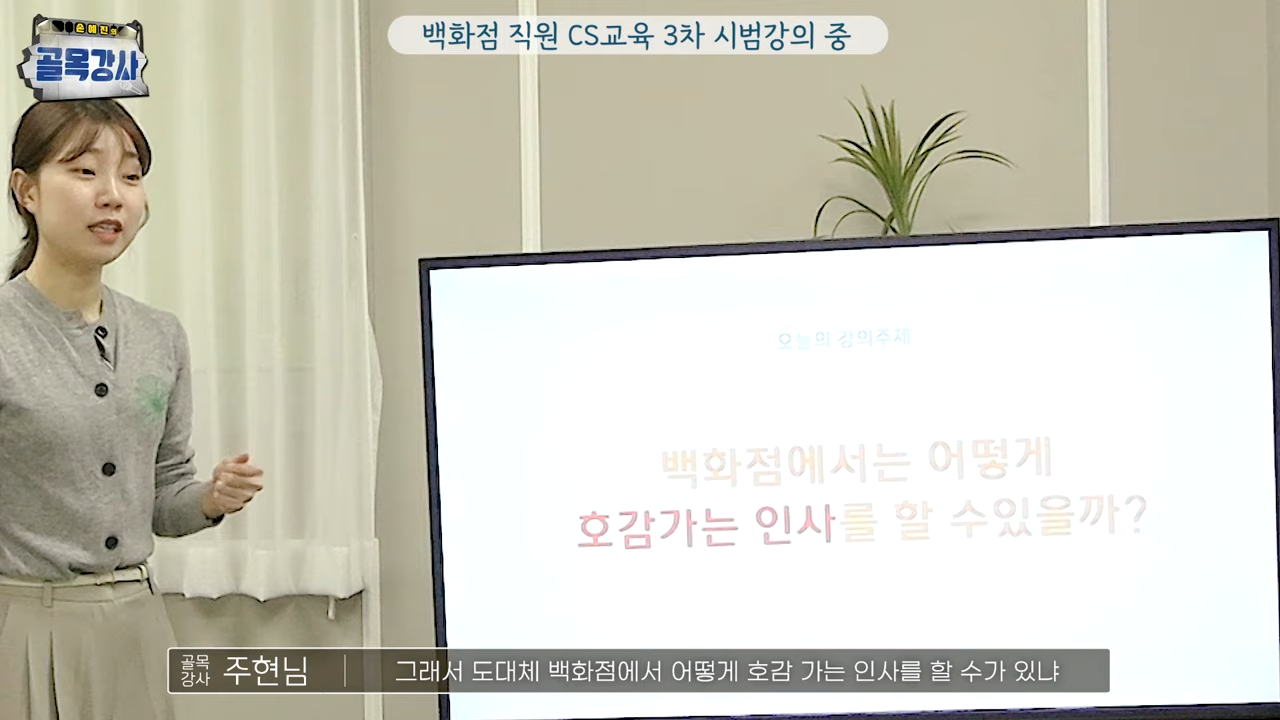 손예진의
골목강사
백화점 직원 CS교육 3차 시범강의 중
오늘의 강의주제
백화점에서는 어떻게
호감가는 인사를 할 수있을까?
골목
강사
주현님
그래서 도대체 백화점에서 어떻게 호감 가는 인사를 할 수가 있냐